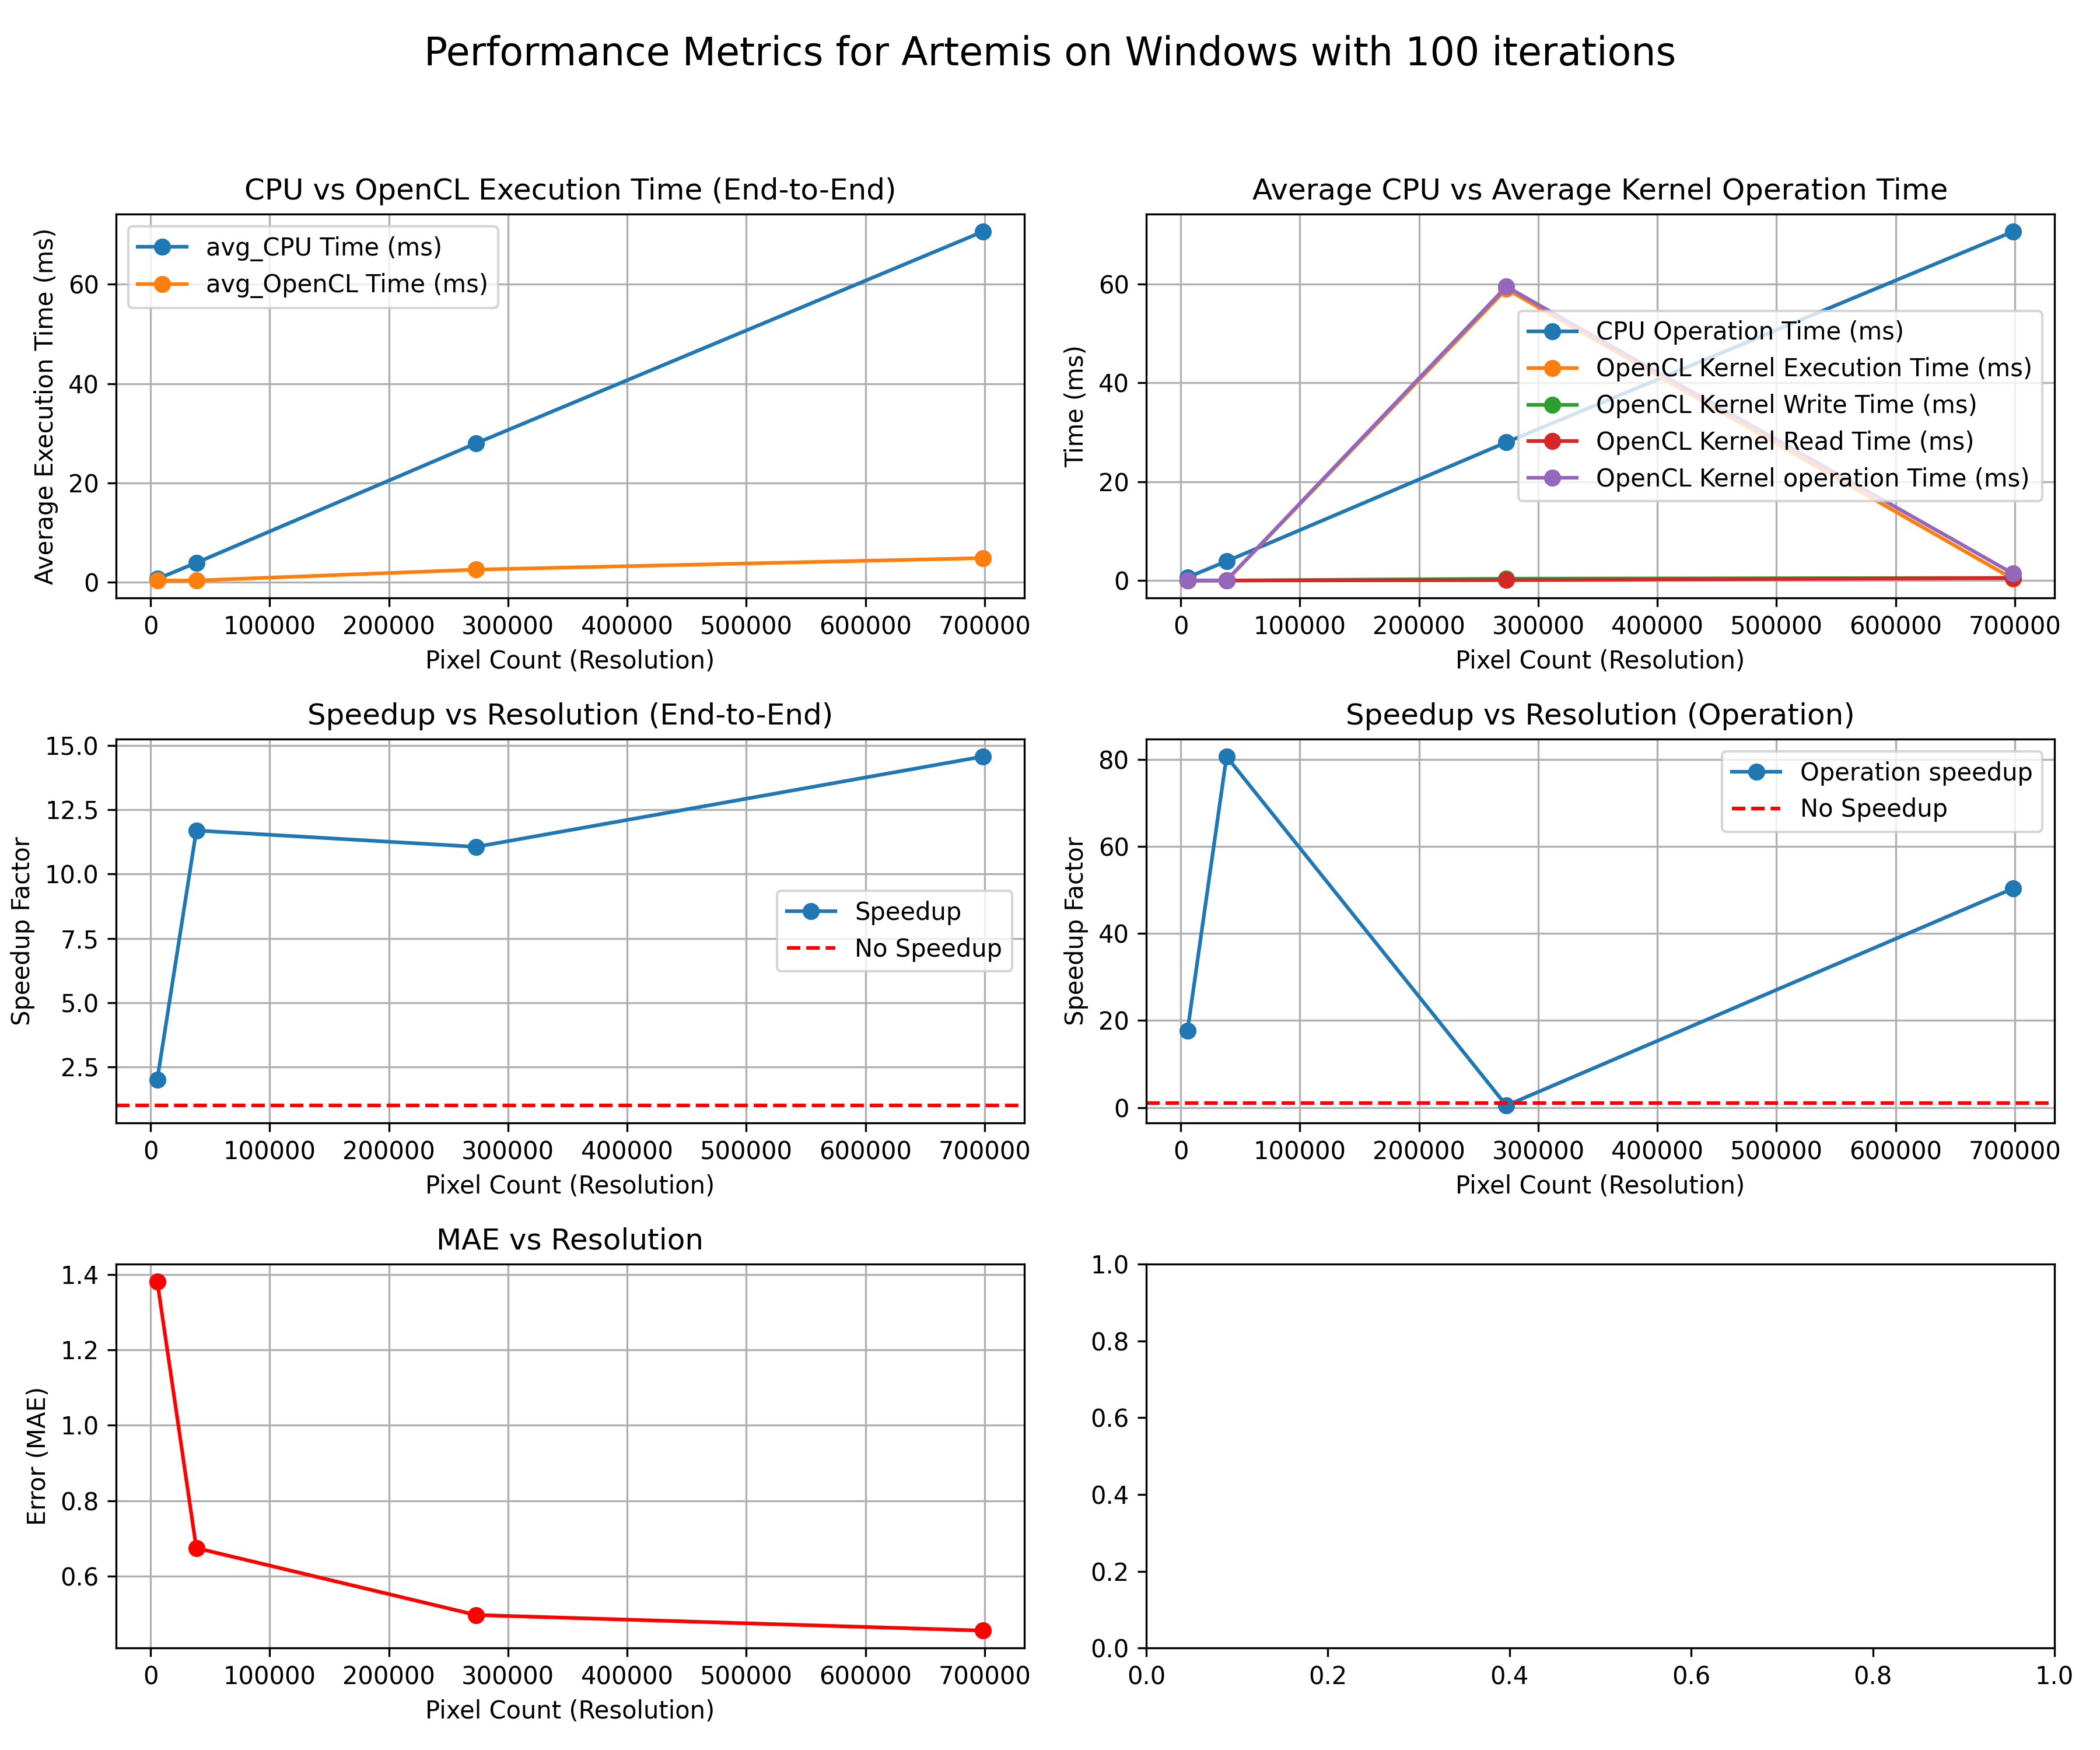 Performance Metrics for Artemis on Windows with 100 iterations
CPU vs OpenCL Execution Time (End-to-End)
Average Execution Time (ms)
60
40
20
0
avg_CPU Time (ms)
avg_OpenCL Time (ms)
0 100000 200000 300000 400000 500000 600000 700000
Pixel Count (Resolution)
Average CPU vs Average Kernel Operation Time
Time (ms)
60
40
20
0
CPU Operation Time (ms)
OpenCL Kernel Execution Time (ms)
OpenCL Kernel Write Time (ms)
OpenCL Kernel Read Time (ms)
OpenCL Kernel operation Time (ms)
0 100000 200000 300000 400000 500000 600000 700000
Pixel Count (Resolution)
Speedup vs Resolution (End-to-End)
Speedup Factor
15.0
12.5
10.0
7.5
5.0
2.5
Speedup
No Speedup
0 100000 200000 300000 400000 500000 600000 700000
Pixel Count (Resolution)
Speedup vs Resolution (Operation)
Speedup Factor
80
60
40
20
0
Operation speedup
No Speedup
0 100000 200000 300000 400000 500000 600000 700000
Pixel Count (Resolution)
MAE vs Resolution
Error (MAE)
1.4
1.2
1.0
0.8
0.6
0 100000 200000 300000 400000 500000 600000 700000
Pixel Count (Resolution)
1.0
0.8
0.6
0.4
0.2
0.0
0.0 0.2 0.4 0.6 0.8 1.0